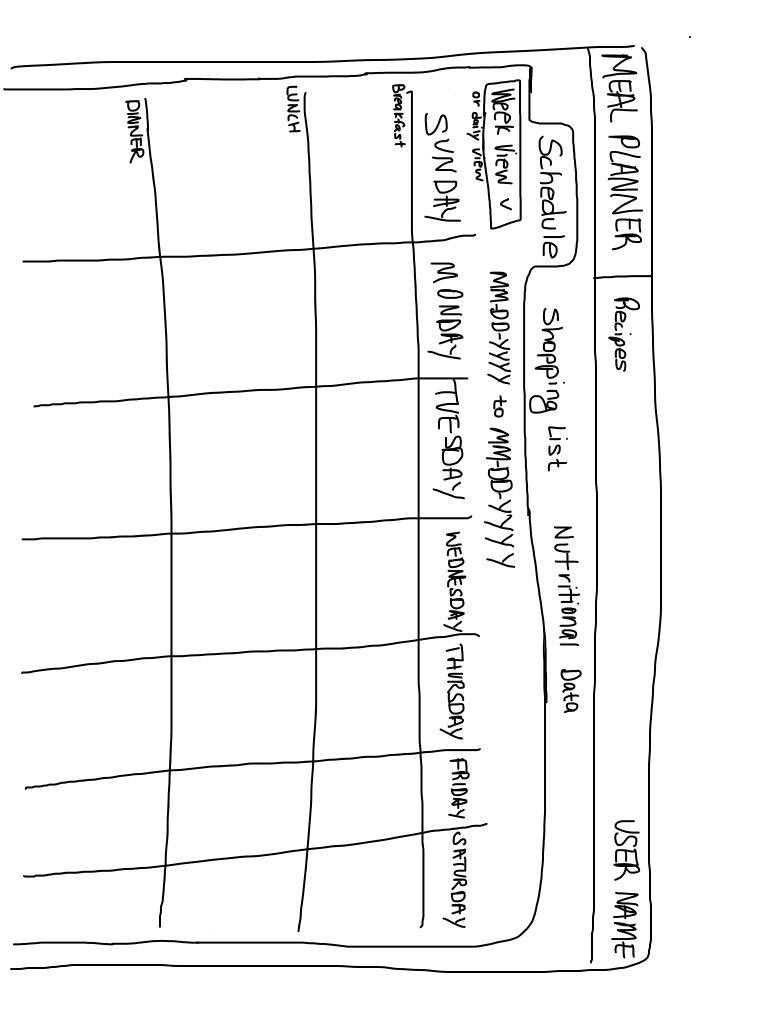 MEAL PLANNER Recipes USER NAME
Schedule Shopping List Nutritional Data
Week View v MM-DD-YYYY to MM-DD-YYYY
or daily view
SUNDAY MONDAY TUESDAY WEDNESDAY THURSDAY FRIDAY SATURDAY
Breakfast
LUNCH
DINNER